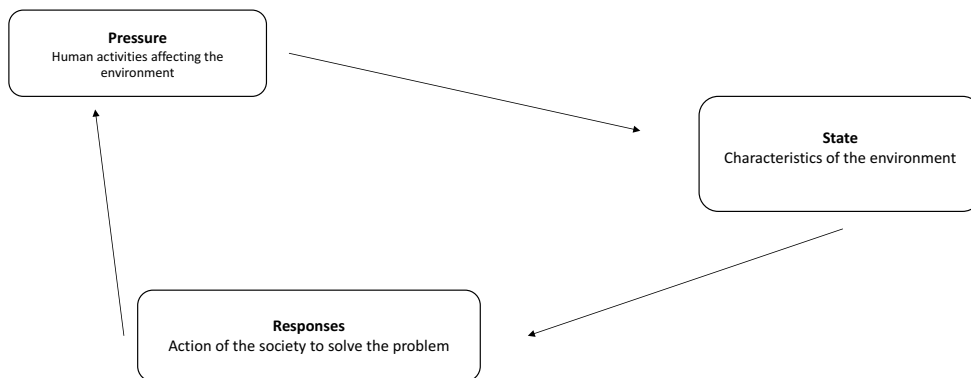 Pressure
Human activities affecting the
environment
State
Characteristics of the environment
Responses
Action of the society to solve the problem